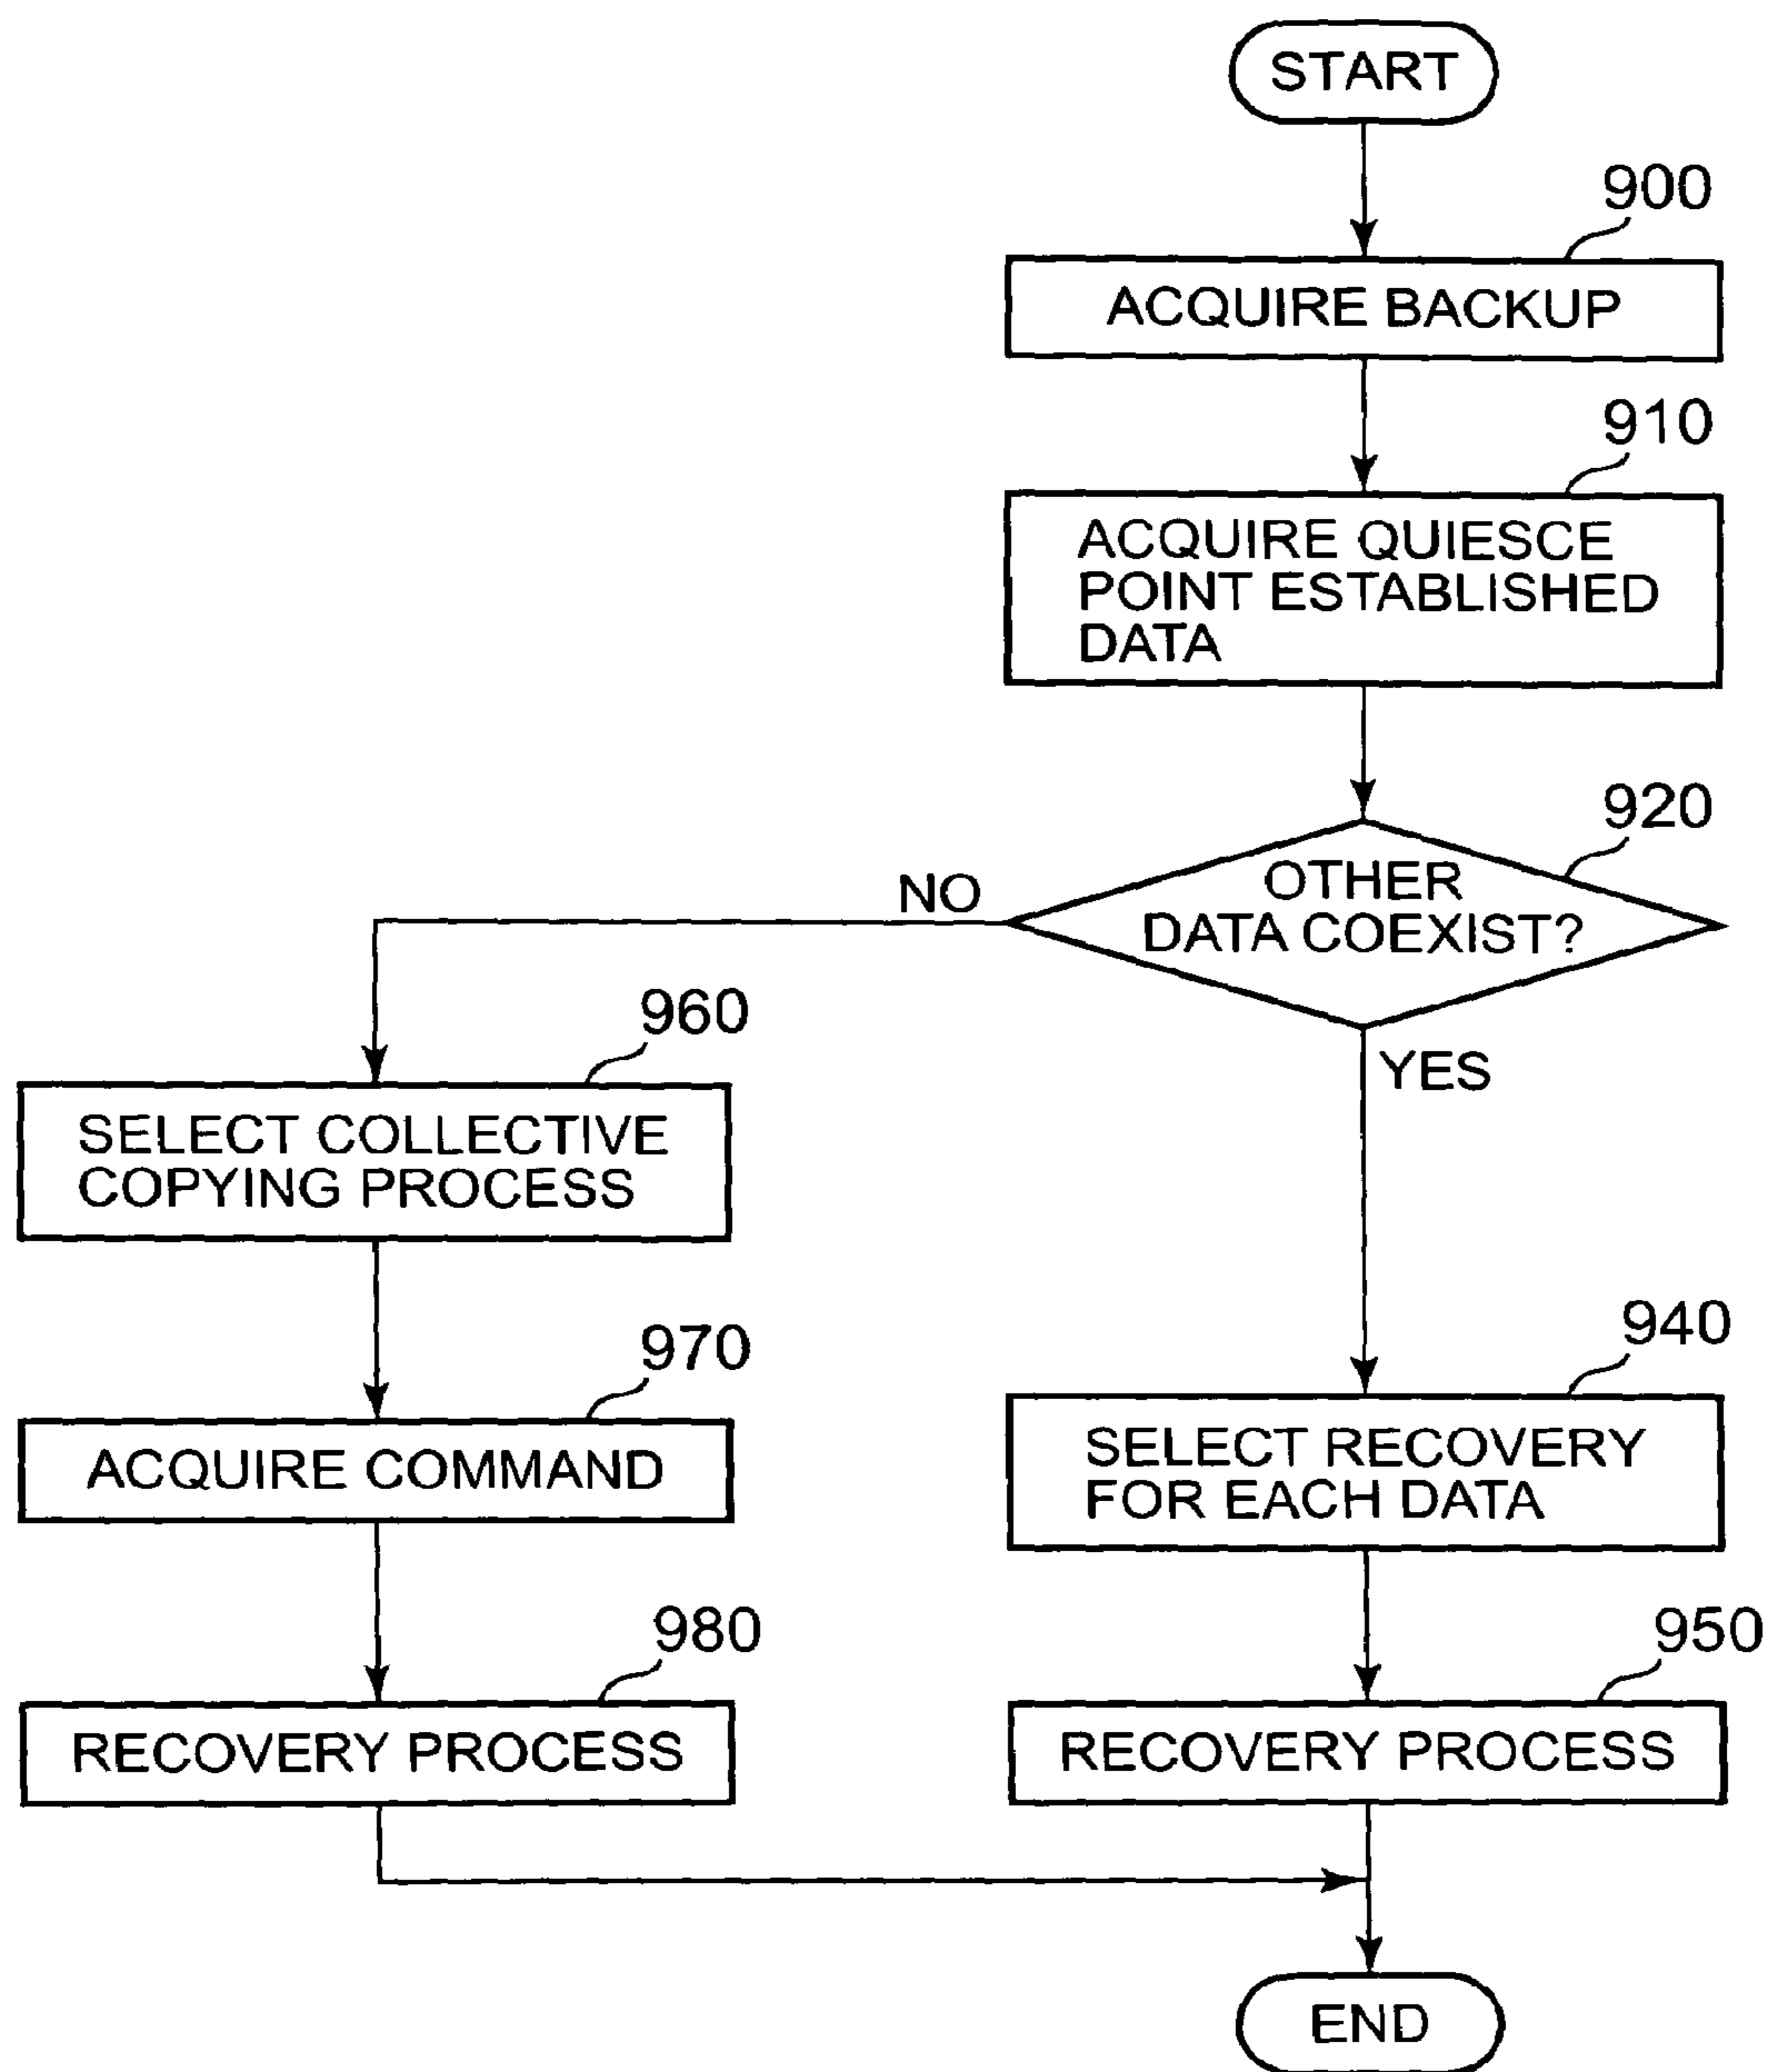 START
900
ACQUIRE BACKUP
910
ACQUIRE QUIESCE
POINT ESTABLISHED
DATA
920
OTHER
DATA COEXIST?
NO
YES
960
SELECT COLLECTIVE
COPYING PROCESS
970
ACQUIRE COMMAND
980
RECOVERY PROCESS
940
SELECT RECOVERY
FOR EACH DATA
950
RECOVERY PROCESS
END